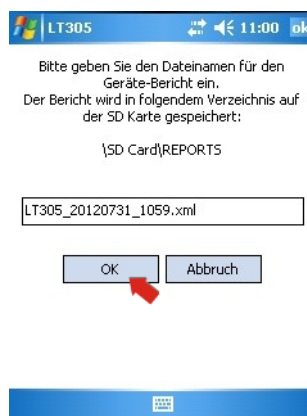 LT305
11:00 ok
Bitte geben Sie den Dateinamen für den
Geräte-Bericht ein.
Der Bericht wird in folgendem Verzeichnis auf
der SD Karte gespeichert:
\SD Card\REPORTS
LT305_20120731_1059.xml
OK
Abbruch